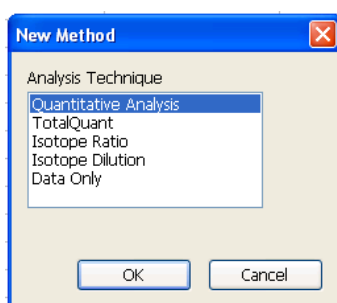 New Method
Analysis Technique
Quantitative Analysis
TotalQuant
Isotope Ratio
Isotope Dilution
Data Only
OK Cancel